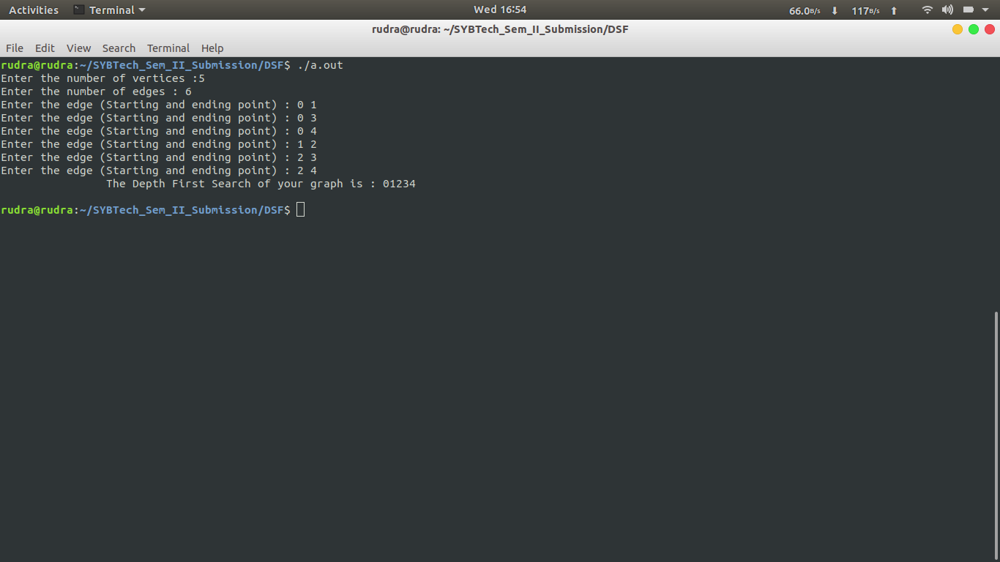 Activities Terminal Wed 16:54 66.0B/s ⬇ 117B/s ⬆
rudra@rudra: ~/SYBTech_Sem_II_Submission/DSF
File Edit View Search Terminal Help
rudra@rudra:~/SYBTech_Sem_II_Submission/DSF$ ./a.out
Enter the number of vertices :5
Enter the number of edges : 6
Enter the edge (Starting and ending point) : 0 1
Enter the edge (Starting and ending point) : 0 3
Enter the edge (Starting and ending point) : 0 4
Enter the edge (Starting and ending point) : 1 2
Enter the edge (Starting and ending point) : 2 3
Enter the edge (Starting and ending point) : 2 4
The Depth First Search of your graph is : 01234
rudra@rudra:~/SYBTech_Sem_II_Submission/DSF$